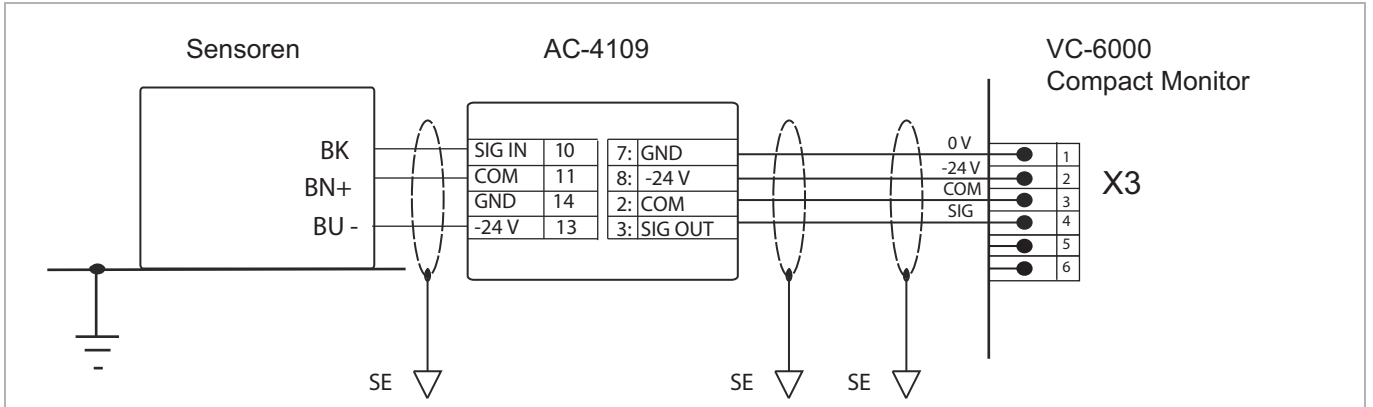 Sensoren
AC-4109
VC-6000
Compact Monitor
BK
BN+
BU -
SIG IN 10
COM 11
GND 14
-24 V 13
7: GND
8: -24 V
2: COM
3: SIG OUT
0 V
-24 V
COM
SIG
1
2
3
4
5
6
X3
SE
SE
SE